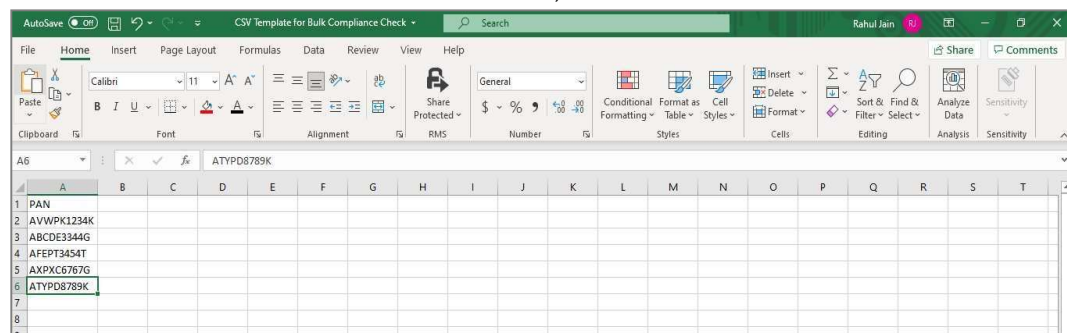 AutoSave Off CSV Template for Bulk Compliance Check Search Rahul Jain RJ
File Home Insert Page Layout Formulas Data Review View Help Share Comments
Paste Calibri 11 A^ A˅ B I U A ab General $ % 9 Share Protected Conditional Formatting Format as Table Cell Styles Insert Delete Format Sort & Filter Find & Select Analyze Data Sensitivity
Clipboard Font Alignment RMS Number Styles Cells Editing Analysis Sensitivity
A6 fx ATYPD8789K
A B C D E F G H I J K L M N O P Q R S T
1 PAN
2 AVWPK1234K
3 ABCDE3344G
4 AFEPT3454T
5 AXPXC6767G
6 ATYPD8789K
7
8